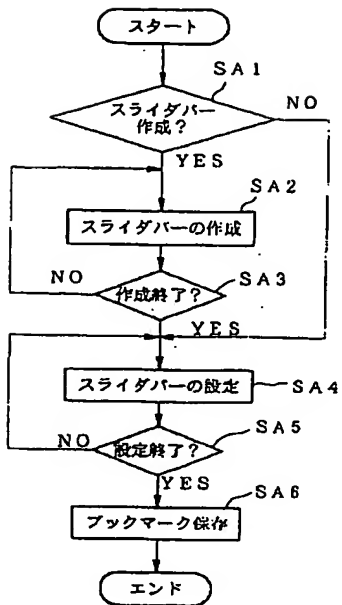 スタート
SA1
スライダバー
作成?
NO
YES
SA2
スライダバーの作成
NO
SA3
作成終了?
YES
スライダバーの設定
SA4
SA5
NO
設定終了?
YES
SA6
ブックマーク保存
エンド